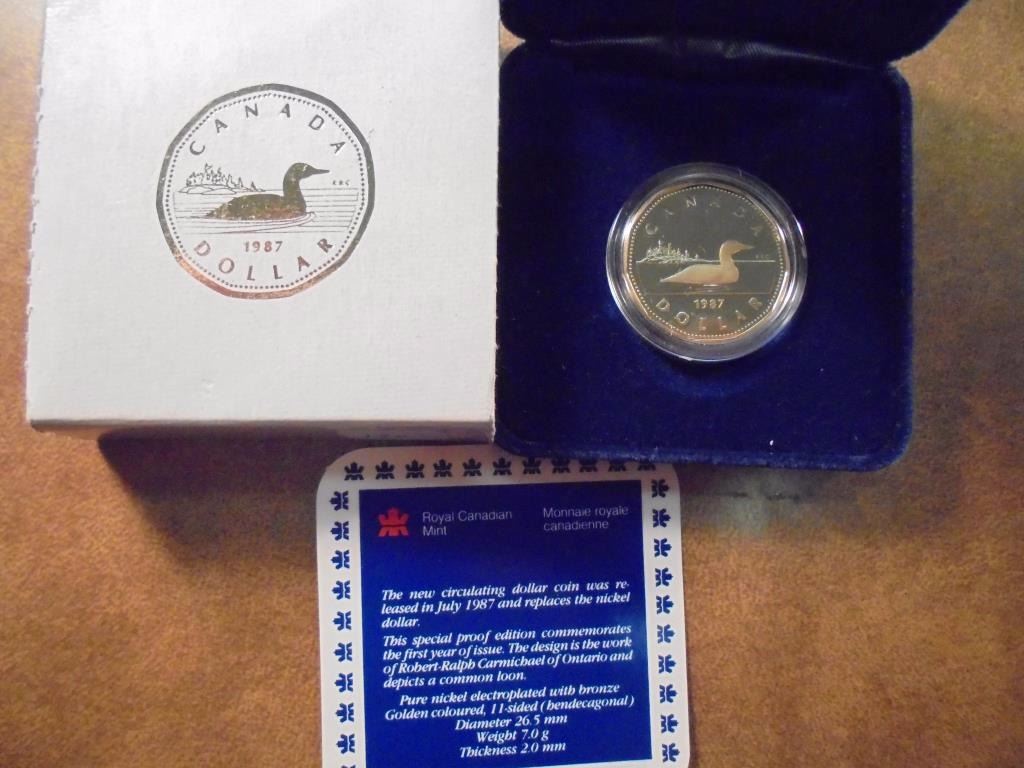 CANADA
RRC
1987
DOLLAR
CANADA
RRC
1987
DOLLAR
Royal Canadian
Mint
Monnaie royale
canadienne
The new circulating dollar coin was re-
leased in July 1987 and replaces the nickel
dollar.
This special proof edition commemorates
the first year of issue. The design is the work
of Robert-Ralph Carmichael of Ontario and
depicts a common loon.
Pure nickel electroplated with bronze
Golden coloured, 11-sided (hendecagonal)
Diameter 26.5 mm
Weight 7.0 g
Thickness 2.0 mm